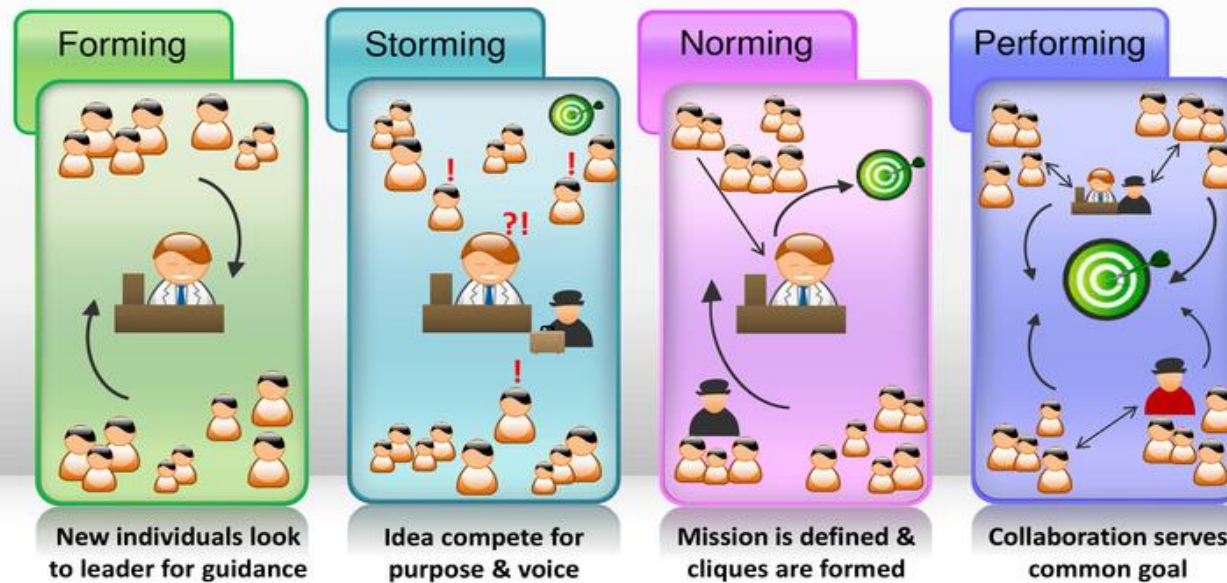 Forming
Storming
Norming
Performing
!
!
?!
!
New individuals look
to leader for guidance
Idea compete for
purpose & voice
Mission is defined &
cliques are formed
Collaboration serves
common goal